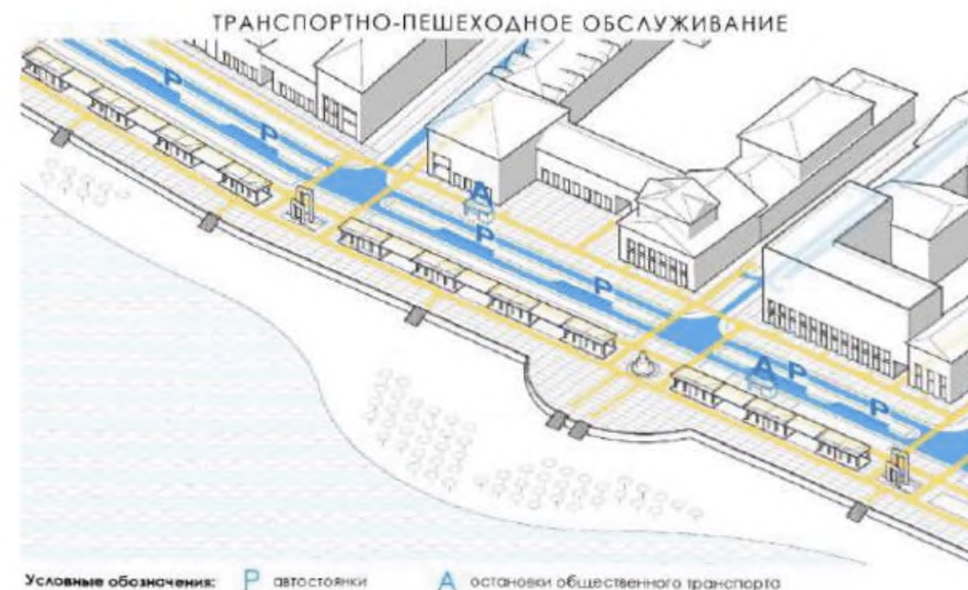 ТРАНСПОРТНО-ПЕШЕХОДНОЕ ОБСЛУЖИВАНИЕ
P
P
A
P
P
A
P
P
Условные обозначения: P автостоянки A остановки общественного транспорта